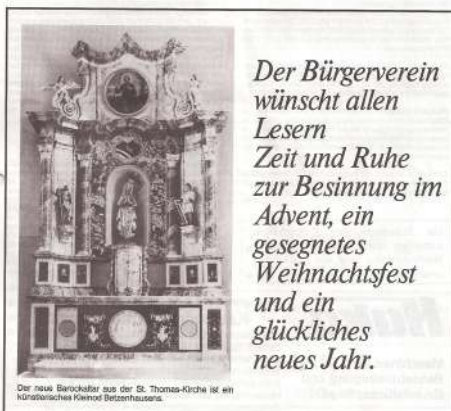 Der Bürgerverein
wünscht allen
Lesern
Zeit und Ruhe
zur Besinnung im
Advent, ein
gesegnetes
Weihnachtsfest
und ein
glückliches
neues Jahr.
Der neue Barockaltar aus der St. Thomas-Kirche ist ein
künstlerisches Kleinod Betzenhausens.